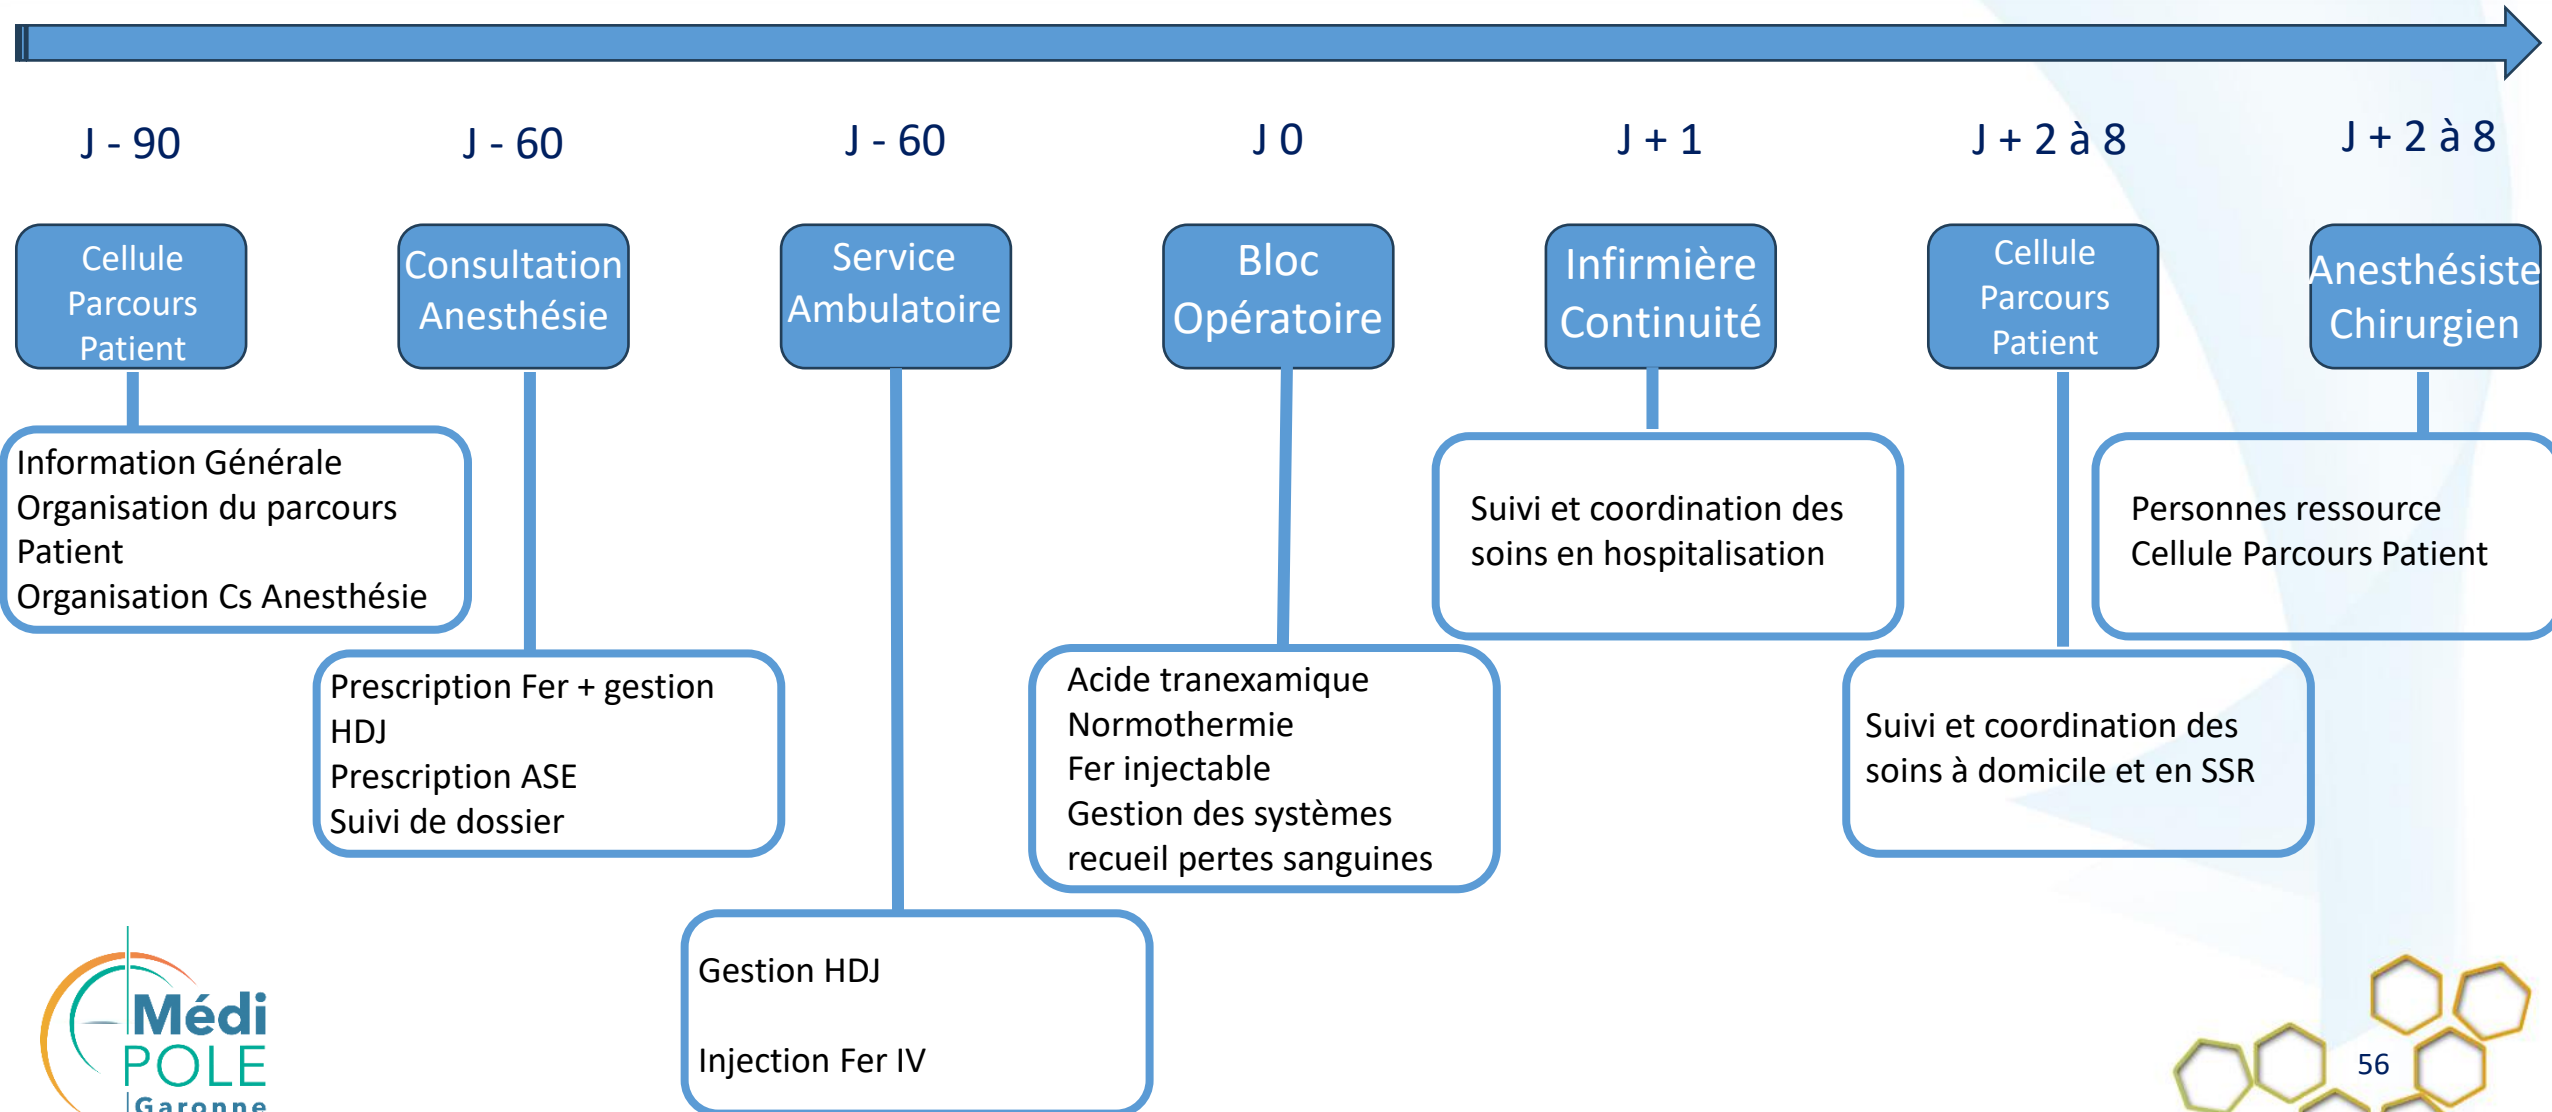 J - 90
J - 60
J - 60
J 0
J + 1
J + 2 à 8
J + 2 à 8
Cellule
Parcours
Patient
Consultation
Anesthésie
Service
Ambulatoire
Bloc
Opératoire
Infirmière
Continuité
Cellule
Parcours
Patient
Anesthésiste
Chirurgien
Information Générale
Organisation du parcours
Patient
Organisation Cs Anesthésie
Prescription Fer + gestion
HDJ
Prescription ASE
Suivi de dossier
Gestion HDJ
Injection Fer IV
Acide tranexamique
Normothermie
Fer injectable
Gestion des systèmes
recueil pertes sanguines
Suivi et coordination des
soins en hospitalisation
Suivi et coordination des
soins à domicile et en SSR
Personnes ressource
Cellule Parcours Patient
Médi
POLE
Garonne
56